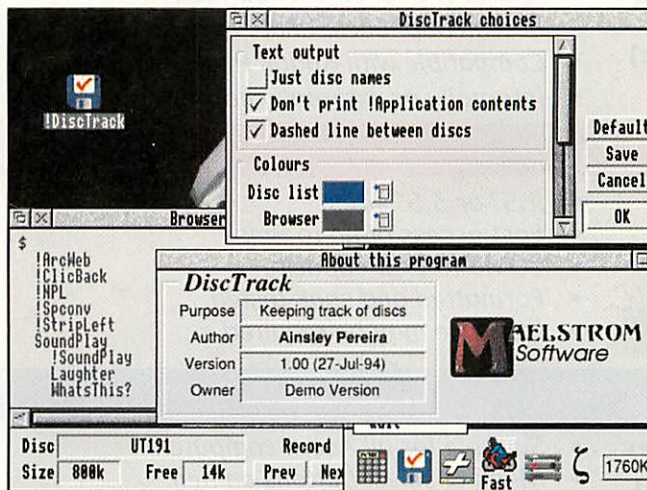 DiscTrack choices
Text output
Just disc names
Don't print !Application contents
Dashed line between discs
Colours
Disc list
Browser
Default
Save
Cancel
OK
!DiscTrack
Browser
$
!ArcWeb
!ClicBack
!HPL
!Spconv
!StripLeft
SoundPlay
!SoundPlay
Laughter
WhatsThis?
About this program
DiscTrack
Purpose Keeping track of discs
Author Ainsley Pereira
Version 1.00 (27-Jul-94)
Owner Demo Version
MAELSTROM
Software
Disc UT191 Record
Size 800k Free 14k Prev Nex
Fast
1760K